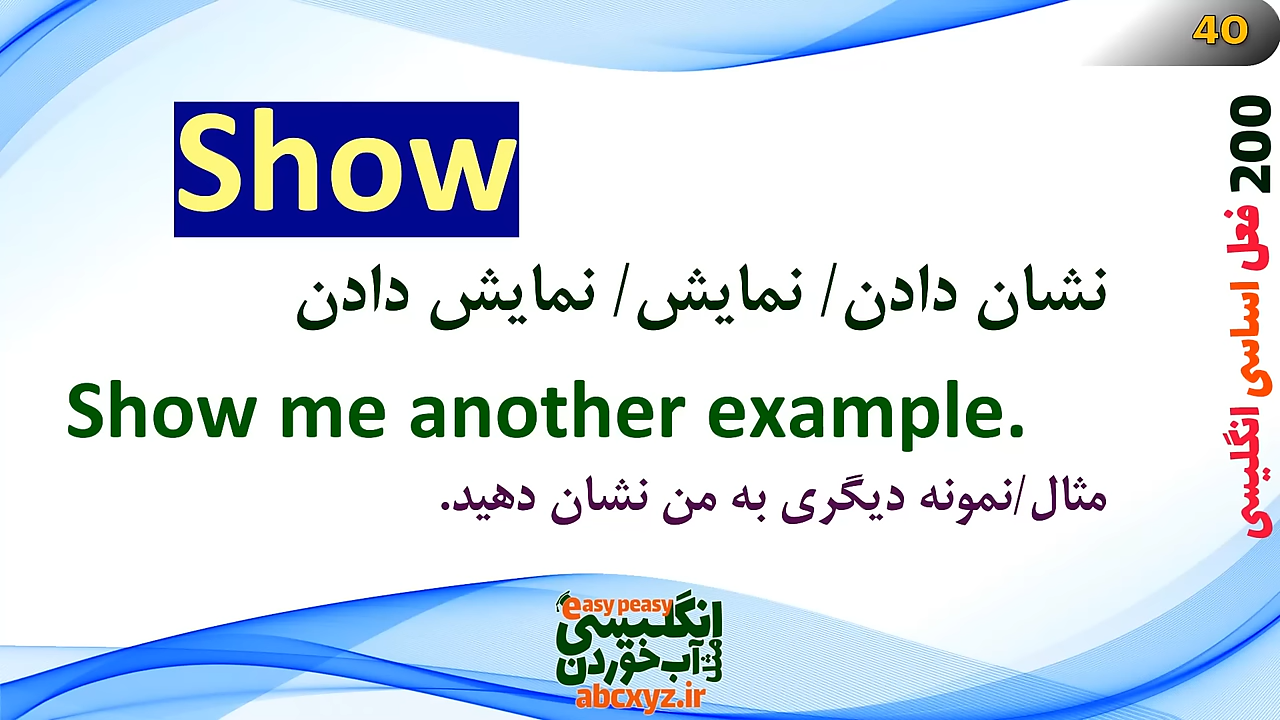 40
Show
نشان دادن/ نمایش/ نمایش دادن
Show me another example.
مثال/نمونه دیگری به من نشان دهید.
200 فعل اساسی انگلیسی
easy peasy
انگلیسی
مثل آب خوردن
abcxyz.ir